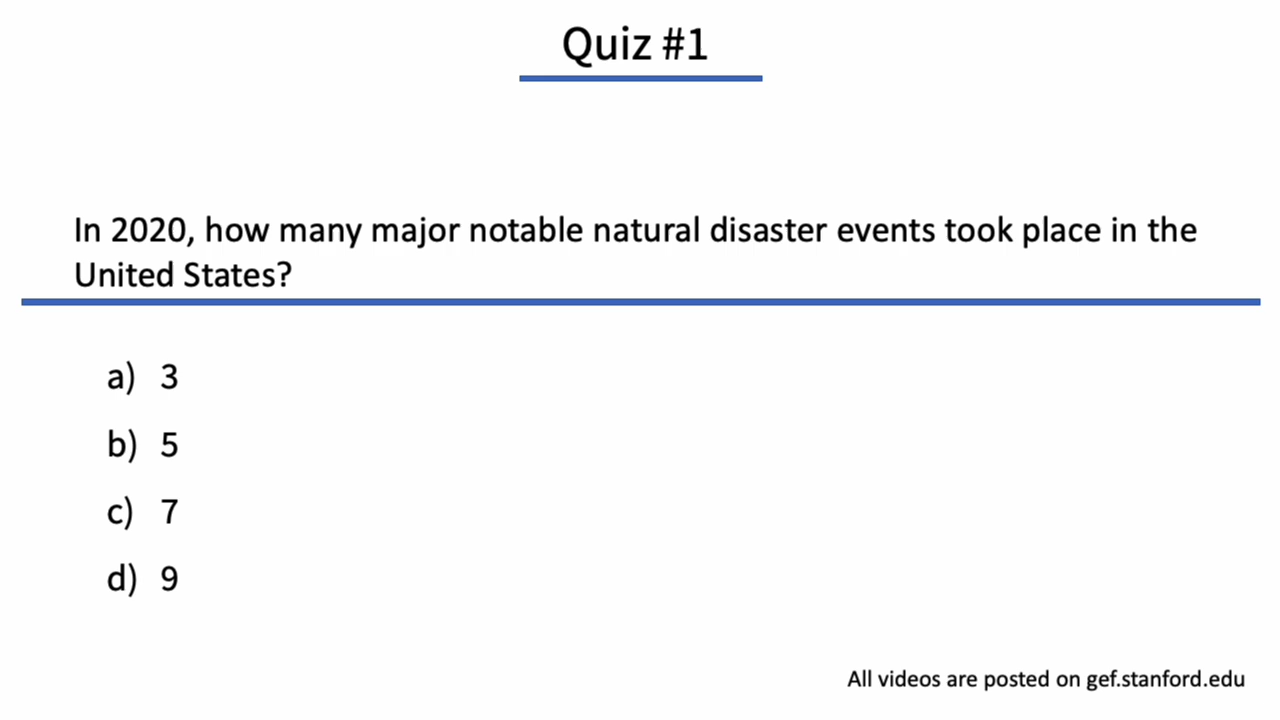 Quiz #1
In 2020, how many major notable natural disaster events took place in the
United States?
a) 3
b) 5
c) 7
d) 9
All videos are posted on gef.stanford.edu